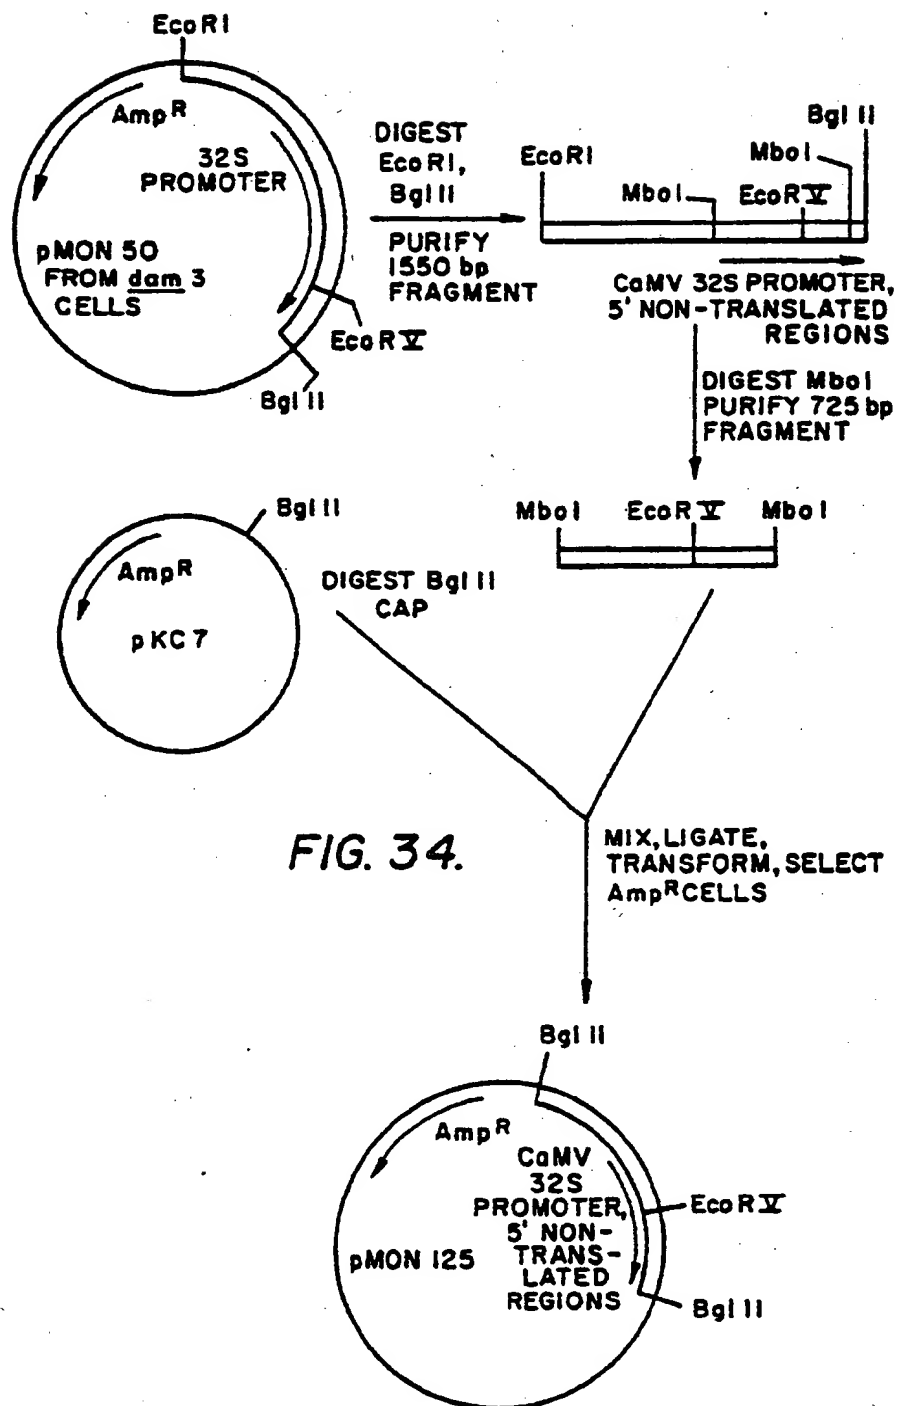 EcoRI
AmpR
32S
PROMOTER
pMON 50
FROM dam 3
CELLS
EcoRV
Bgl II
DIGEST
EcoRI,
Bgl II
PURIFY
1550 bp
FRAGMENT
Bgl II
MboI
EcoRI
MboI
EcoRV
CaMV 32S PROMOTER,
5' NON-TRANSLATED
REGIONS
DIGEST MboI
PURIFY 725 bp
FRAGMENT
Bgl II
AmpR
pKC7
DIGEST Bgl II
CAP
MboI EcoRV MboI
FIG. 34.
MIX, LIGATE,
TRANSFORM, SELECT
AmpR CELLS
Bgl II
AmpR
CaMV
32S
PROMOTER,
5' NON-
TRANS-
LATED
REGIONS
pMON 125
EcoRV
Bgl II